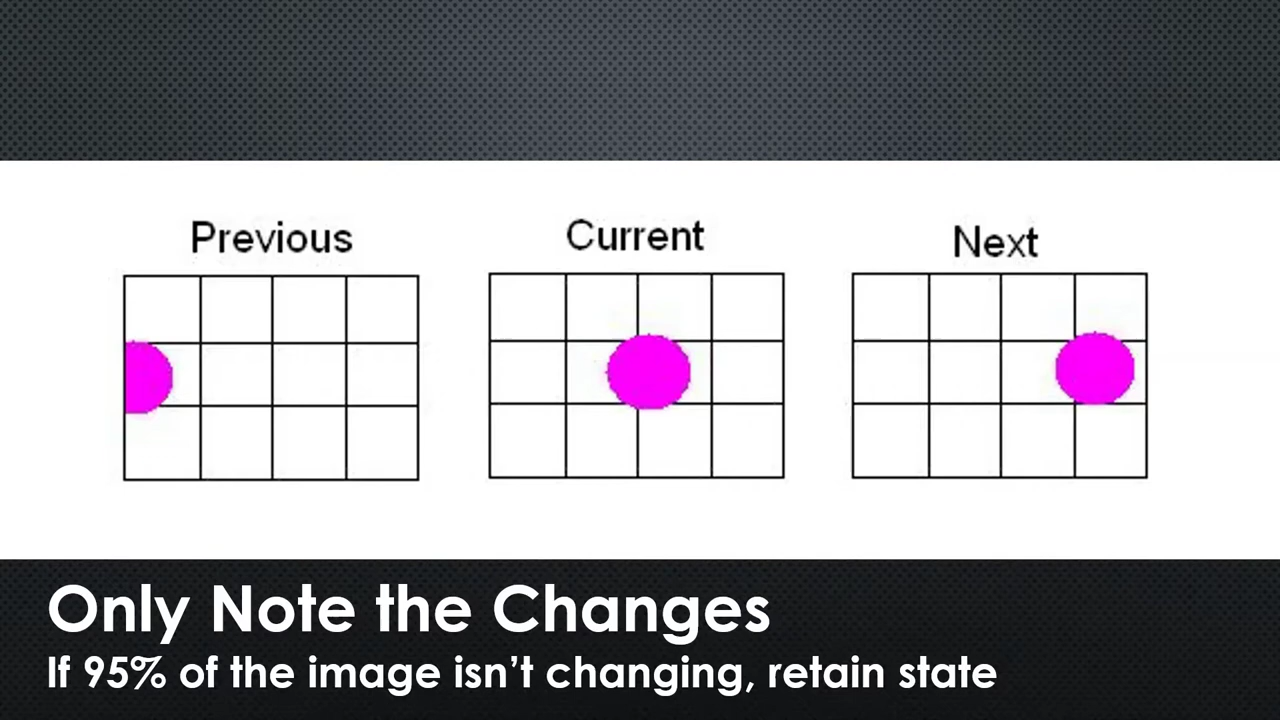 Previous
Current
Next
Only Note the Changes
If 95% of the image isn’t changing, retain state